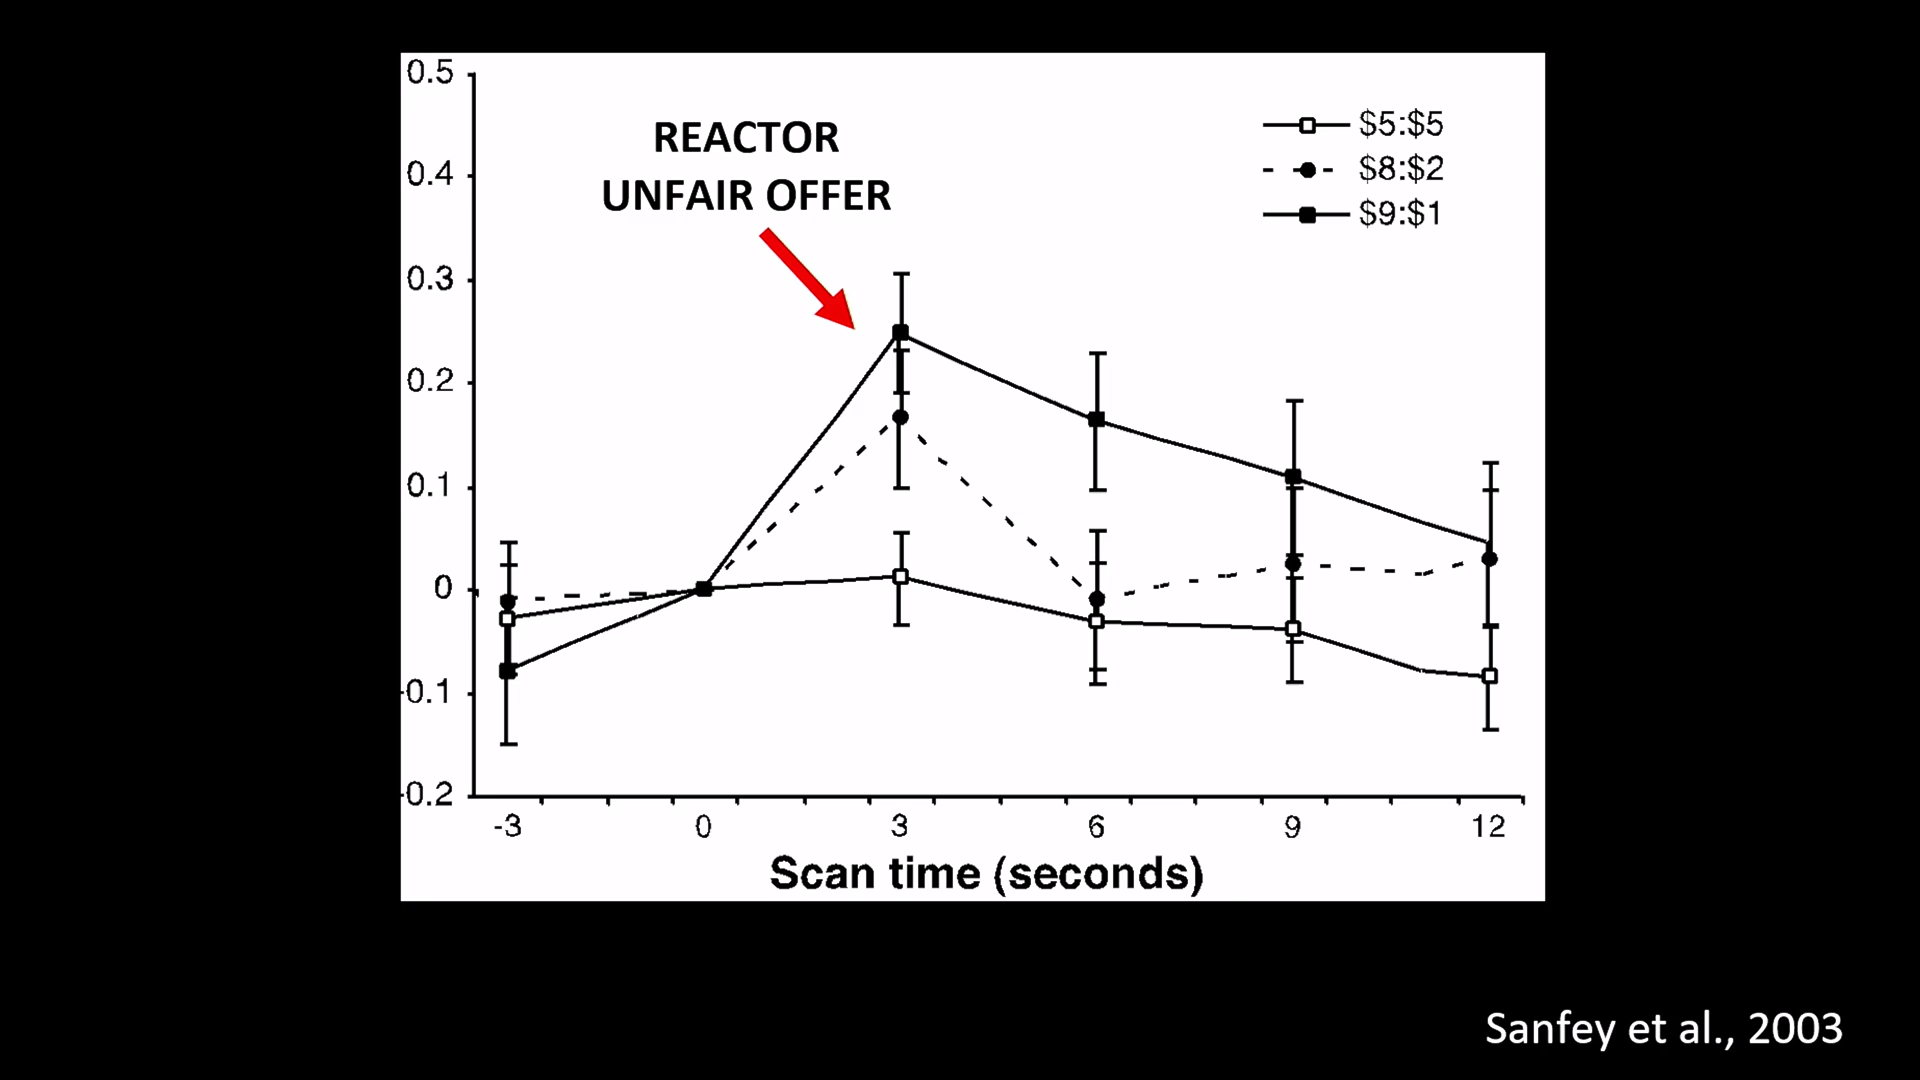 0.5
0.4
0.3
0.2
0.1
0
-0.1
-0.2
REACTOR
UNFAIR OFFER
$5:$5
$8:$2
$9:$1
-3 0 3 6 9 12
Scan time (seconds)
Sanfey et al., 2003